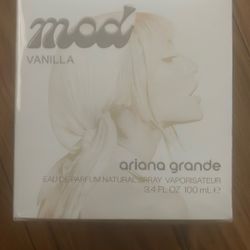 mod
VANILLA
ariana grande
EAU DE PARFUM NATURAL SPRAY VAPORISATEUR
3.4 FL OZ 100 mL ℮